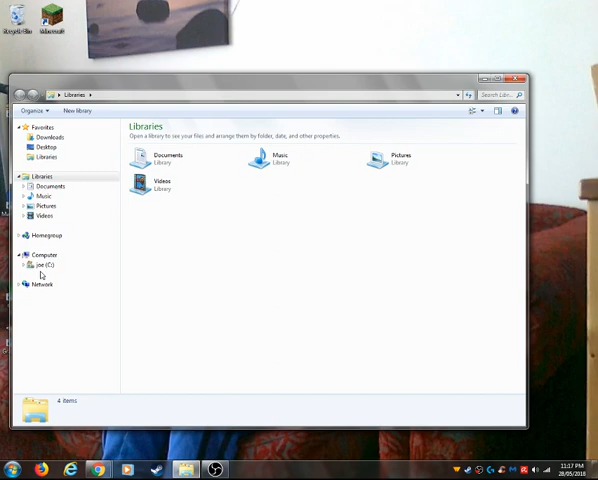 Recycle Bin
Minecraft
Libraries
Search Libr...
Organize
New library
Favorites
Downloads
Desktop
Libraries
Libraries
Documents
Music
Pictures
Videos
Homegroup
Computer
joe (C:)
Network
Libraries
Open a library to see your files and arrange them by folder, date, and other properties.
Documents
Library
Music
Library
Pictures
Library
Videos
Library
4 items
11:17 PM
28/05/2018